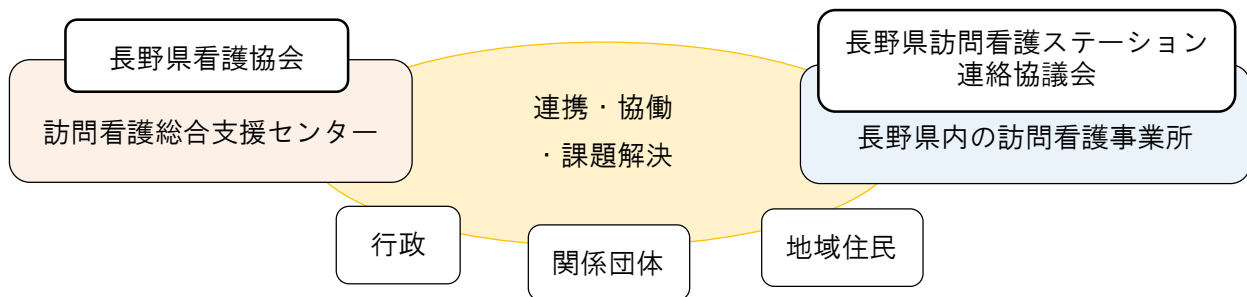 長野県看護協会
訪問看護総合支援センター
連携・協働
・課題解決
長野県訪問看護ステーション
連絡協議会
長野県内の訪問看護事業所
行政
関係団体
地域住民